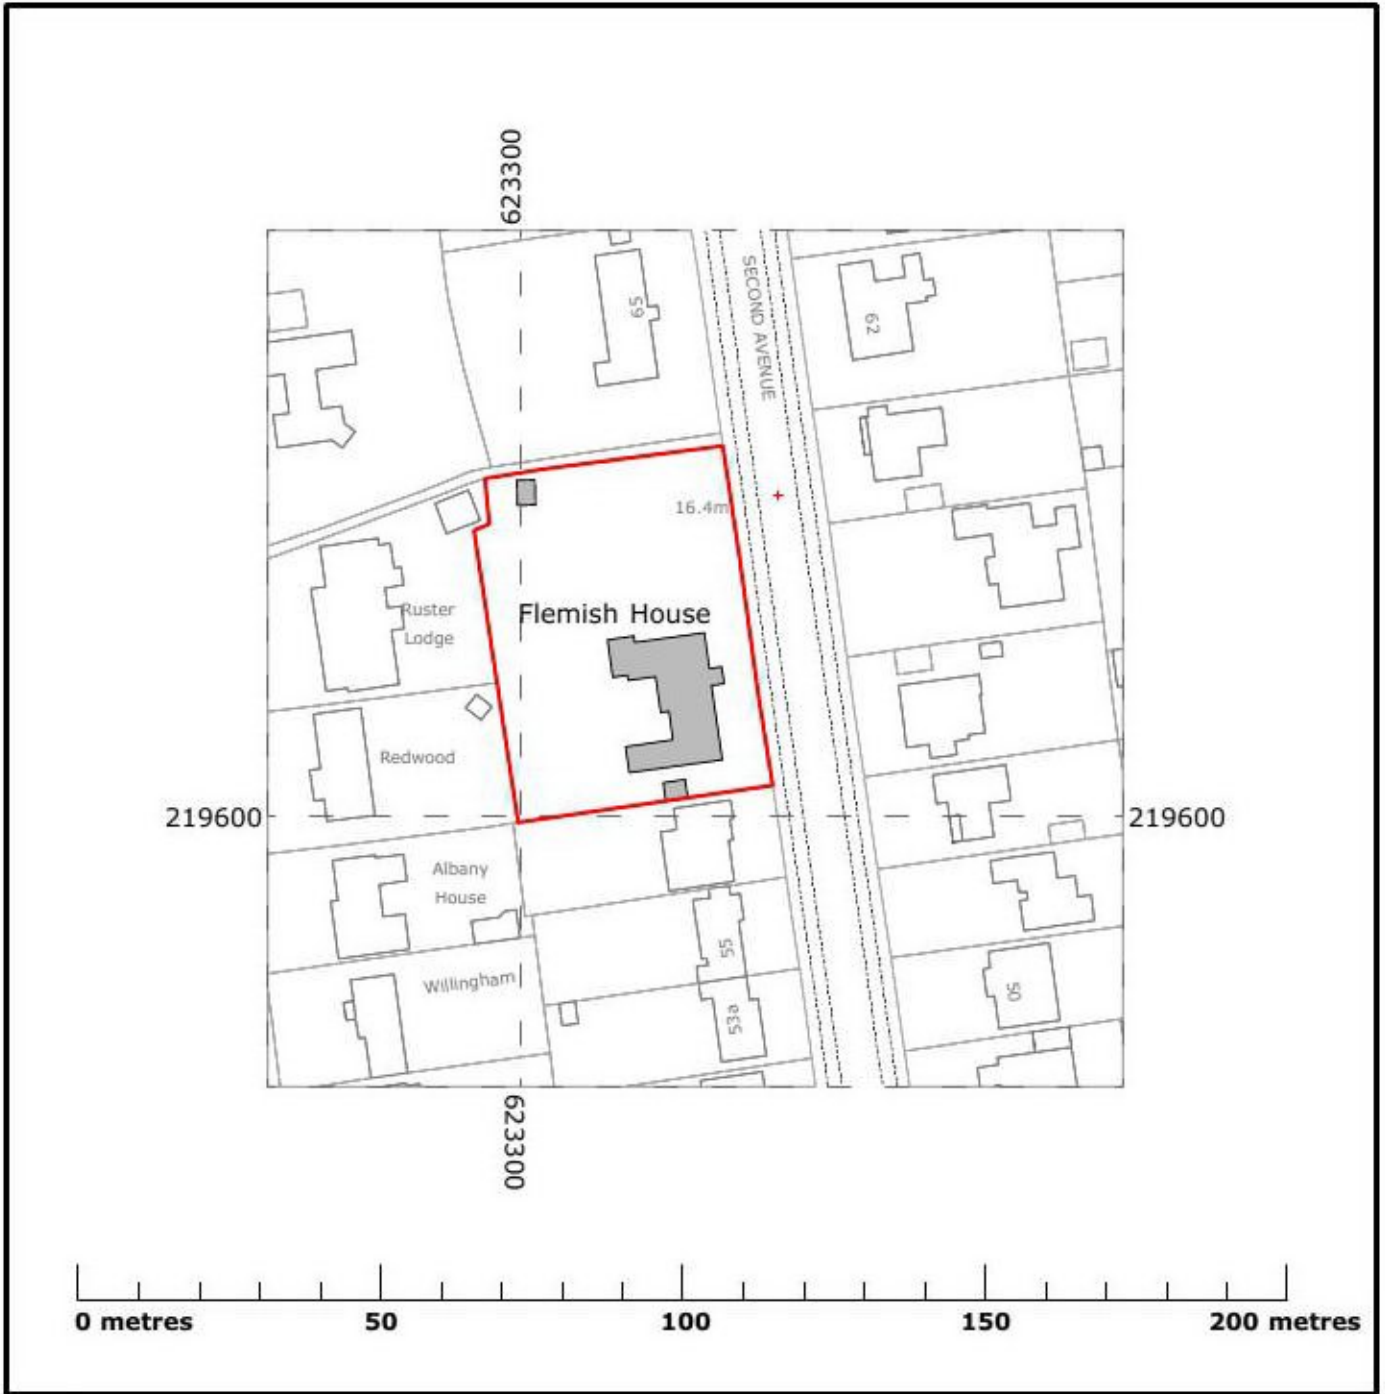 623300
SECOND AVENUE
59
62
16.4m
Flemish House
Ruster
Lodge
Redwood
219600
219600
Albany
House
55
Willingham
53a
50
623300
0 metres 50 100 150 200 metres